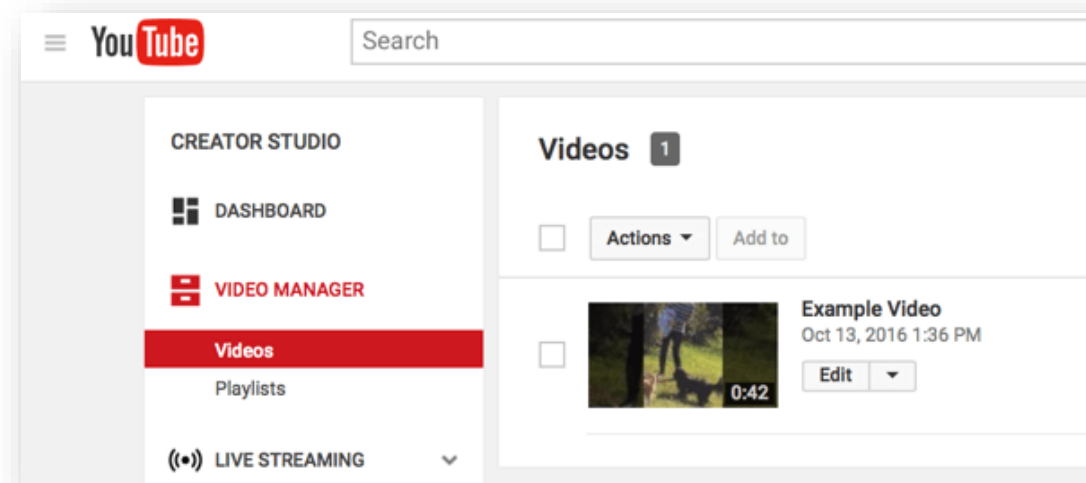 YouTube
Search
CREATOR STUDIO
DASHBOARD
VIDEO MANAGER
Videos
Playlists
LIVE STREAMING
Videos 1
Actions Add to
Example Video
Oct 13, 2016 1:36 PM
Edit
0:42